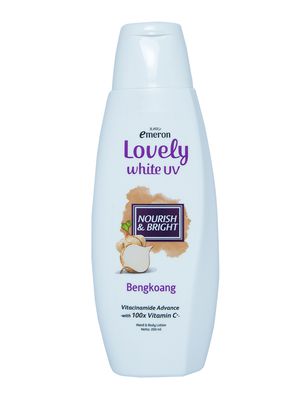 emeron
Lovely
white UV
NOURISH
& BRIGHT
Bengkoang
Vitacinamide Advance
with 100x Vitamin C
Hand & Body Lotion